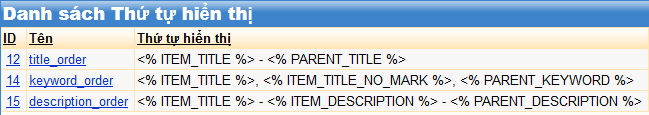 Danh sách Thứ tự hiển thị
ID Tên Thứ tự hiển thị
12 title_order <% ITEM_TITLE %> - <% PARENT_TITLE %>
14 keyword_order <% ITEM_TITLE %>, <% ITEM_TITLE_NO_MARK %>, <% PARENT_KEYWORD %>
15 description_order <% ITEM_TITLE %> - <% ITEM_DESCRIPTION %> - <% PARENT_DESCRIPTION %>